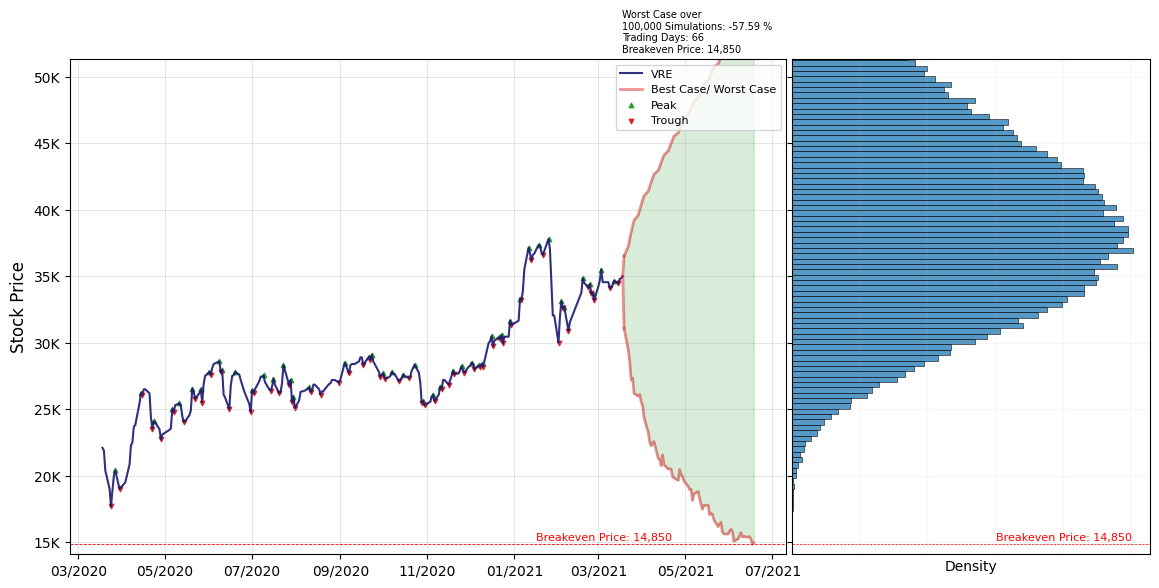 Worst Case over
100,000 Simulations: -57.59 %
Trading Days: 66
Breakeven Price: 14,850
VRE
Best Case/ Worst Case
Peak
Trough
Stock Price
50K
45K
40K
35K
30K
25K
20K
15K
Breakeven Price: 14,850
Breakeven Price: 14,850
03/2020 05/2020 07/2020 09/2020 11/2020 01/2021 03/2021 05/2021 07/2021
Density